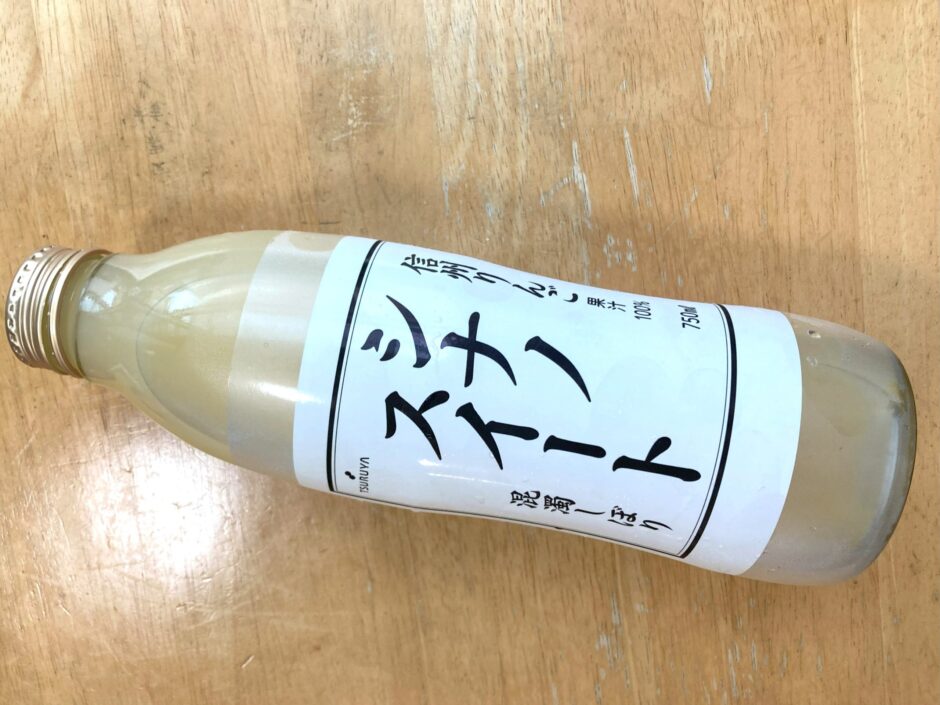 信州りんご
果汁100%
750ml
シナノ
スイート
混濁しぼり
TSURUYA